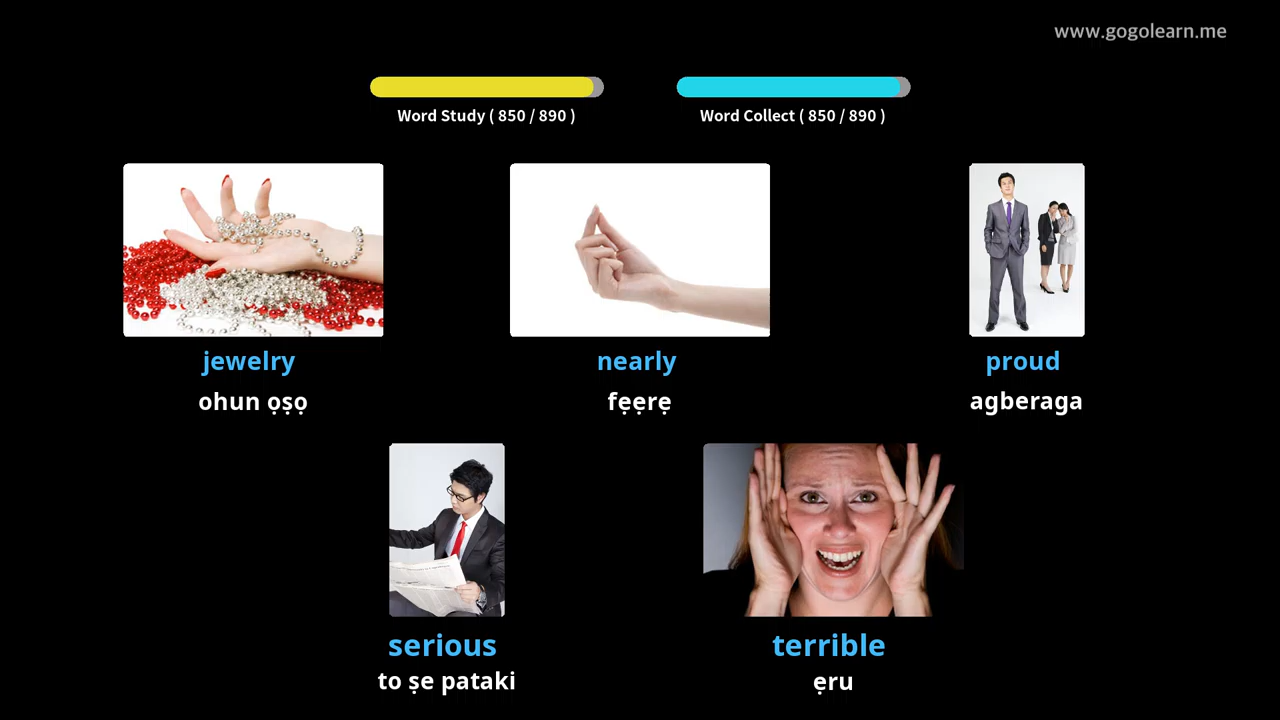 www.gogolearn.me
Word Study ( 850 / 890 )
Word Collect ( 850 / 890 )
jewelry
ohun ọṣọ
nearly
fẹẹrẹ
proud
agberaga
serious
to ṣe pataki
terrible
ẹru